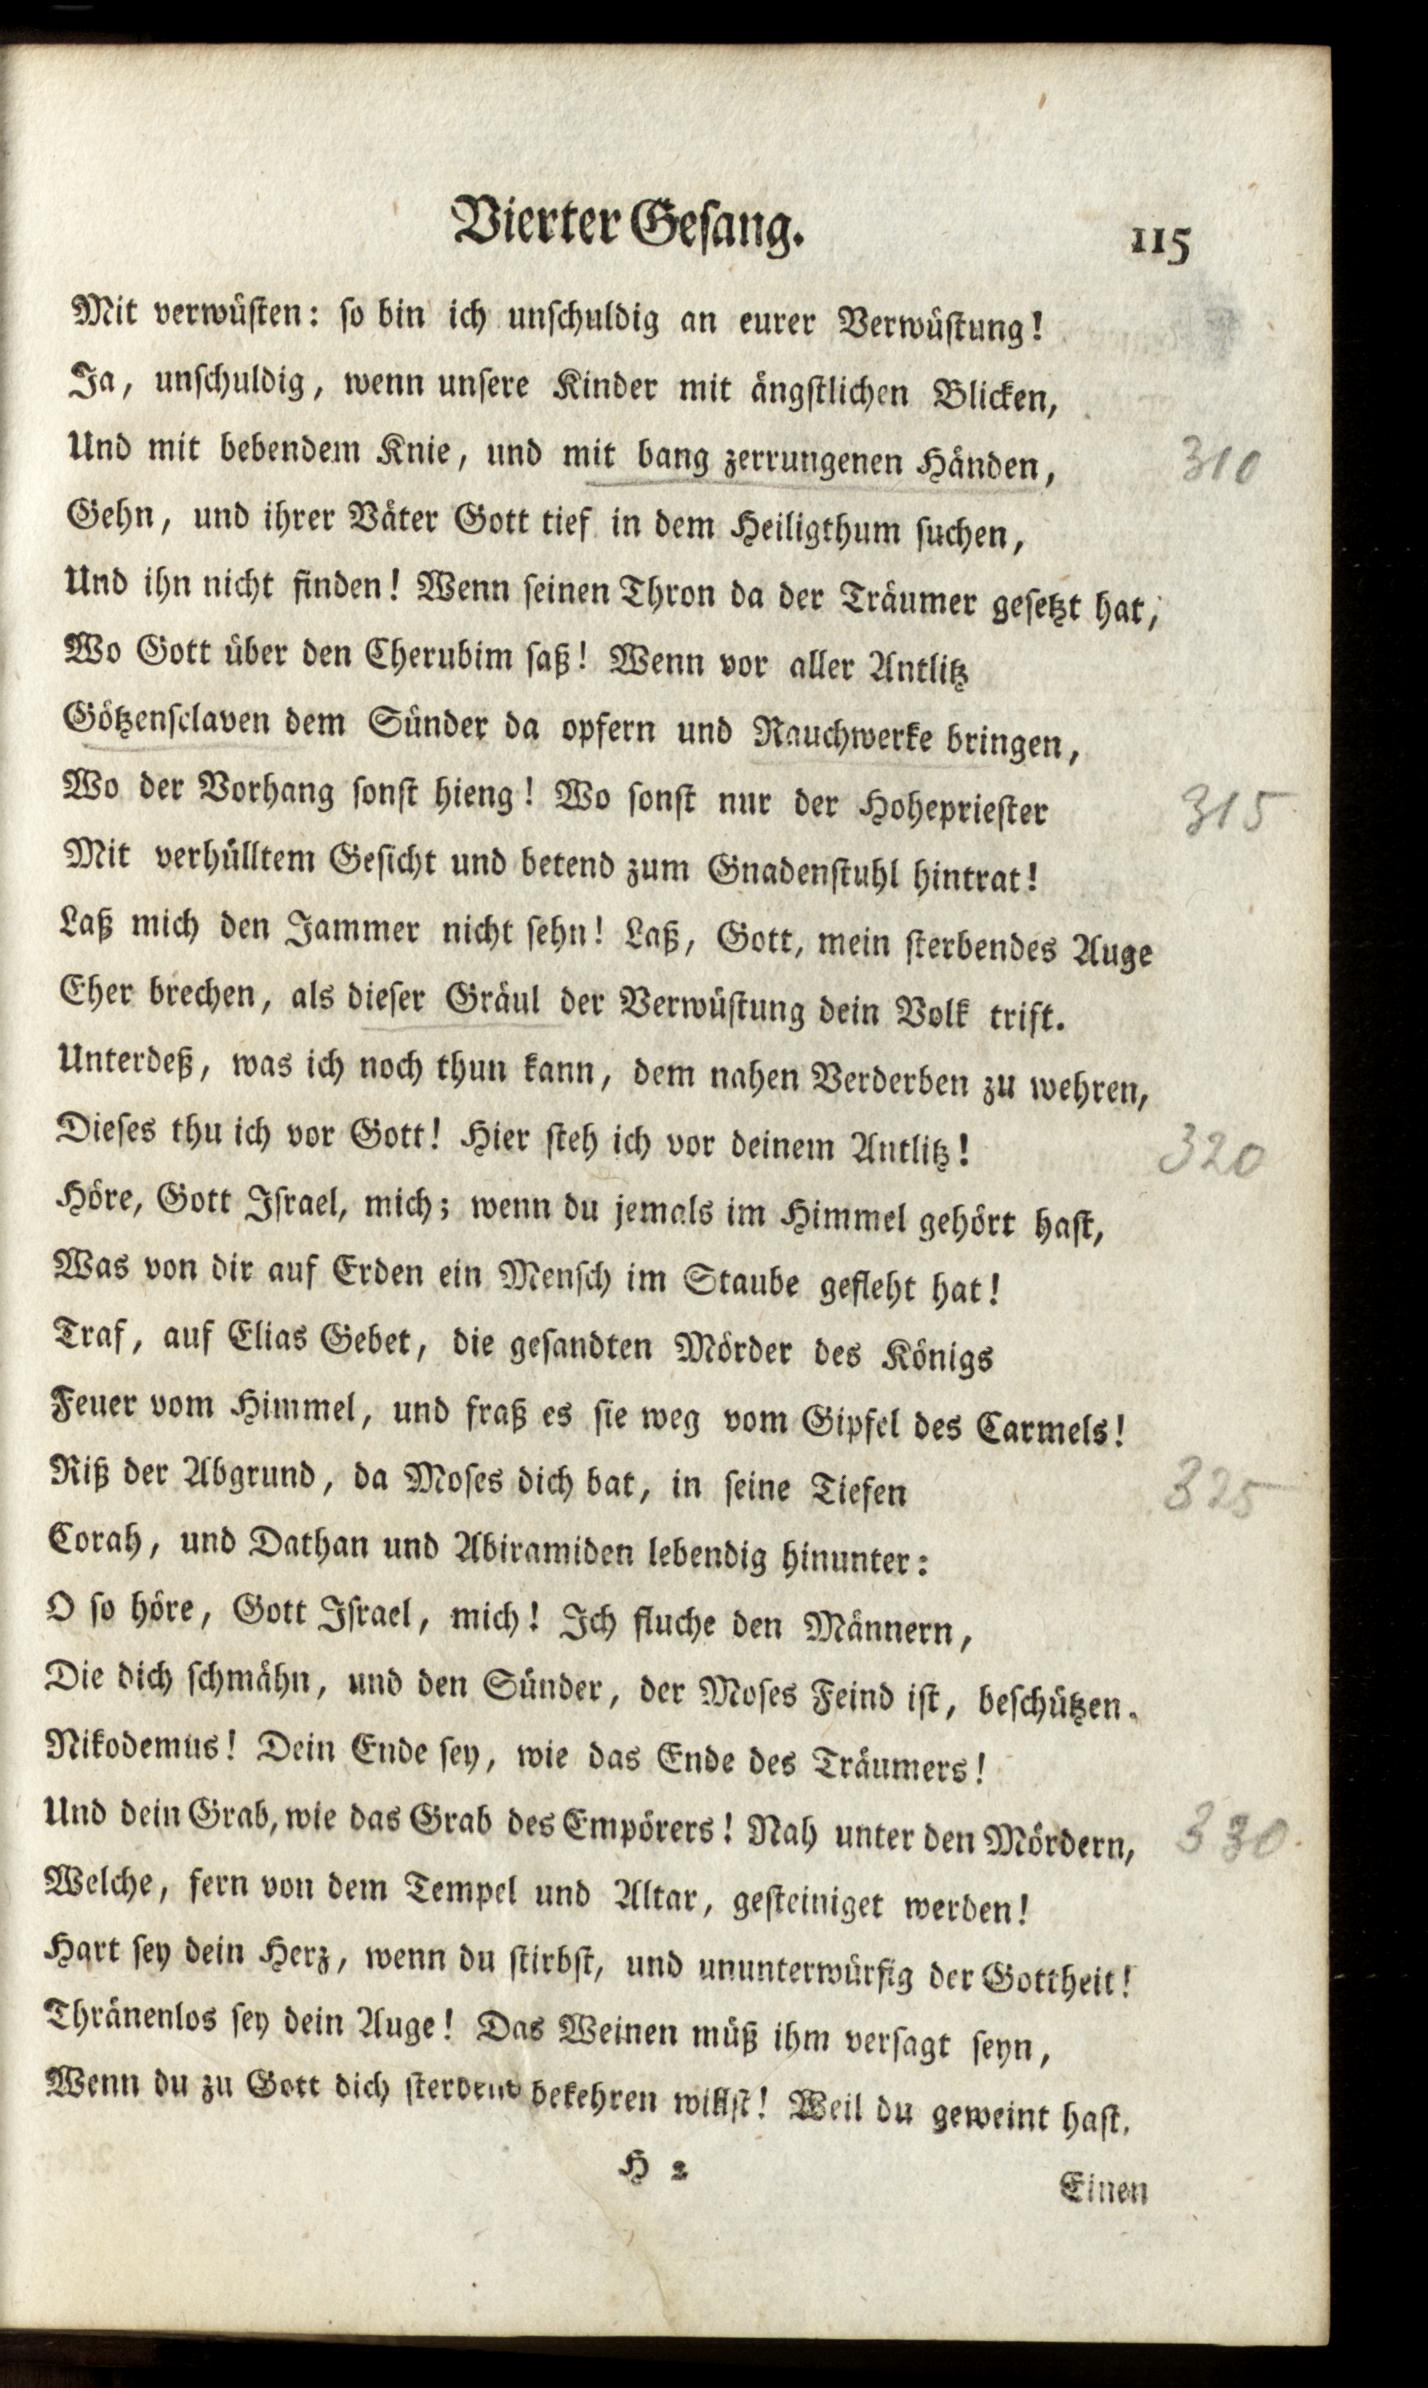 Vierter Gesang. 115
Mit verwüsten: so bin ich unschuldig an eurer Verwüstung!
Ja, unschuldig, wenn unsere Kinder mit ängstlichen Blicken,
Und mit bebendem Knie, und mit bang zerrungenen Händen, 310
Gehn, und ihrer Väter Gott tief in dem Heiligthum suchen,
Und ihn nicht finden! Wenn seinen Thron da der Träumer gesetzt hat,
Wo Gott über den Cherubim saß! Wenn vor aller Antlitz
Götzensclaven dem Sünder da opfern und Rauchwerke bringen,
Wo der Vorhang sonst hieng! Wo sonst nur der Hohepriester 315
Mit verhülltem Gesicht und betend zum Gnadenstuhl hintrat!
Laß mich den Jammer nicht sehn! Laß, Gott, mein sterbendes Auge
Eher brechen, als dieser Gräul der Verwüstung dein Volk trift.
Unterdeß, was ich noch thun kann, dem nahen Verderben zu wehren,
Dieses thu ich vor Gott! Hier steh ich vor deinem Antlitz! 320
Höre, Gott Israel, mich; wenn du jemals im Himmel gehört hast,
Was von dir auf Erden ein Mensch im Staube gefleht hat!
Traf, auf Elias Gebet, die gesandten Mörder des Königs
Feuer vom Himmel, und fraß es sie weg vom Gipfel des Carmels!
Riß der Abgrund, da Moses dich bat, in seine Tiefen 325
Corah, und Dathan und Abiramiden lebendig hinunter:
O so höre, Gott Israel, mich! Ich fluche den Männern,
Die dich schmähn, und den Sünder, der Moses Feind ist, beschützen.
Nikodemus! Dein Ende sey, wie das Ende des Träumers!
Und dein Grab, wie das Grab des Empörers! Nah unter den Mördern, 330
Welche, fern von dem Tempel und Altar, gesteiniget werden!
Hart sey dein Herz, wenn du stirbst, und ununterwürfig der Gottheit!
Thränenlos sey dein Auge! Das Weinen müß ihm versagt seyn,
Wenn du zu Gott dich sterbend bekehren willst! Weil du geweint hast.
H 2
Einen